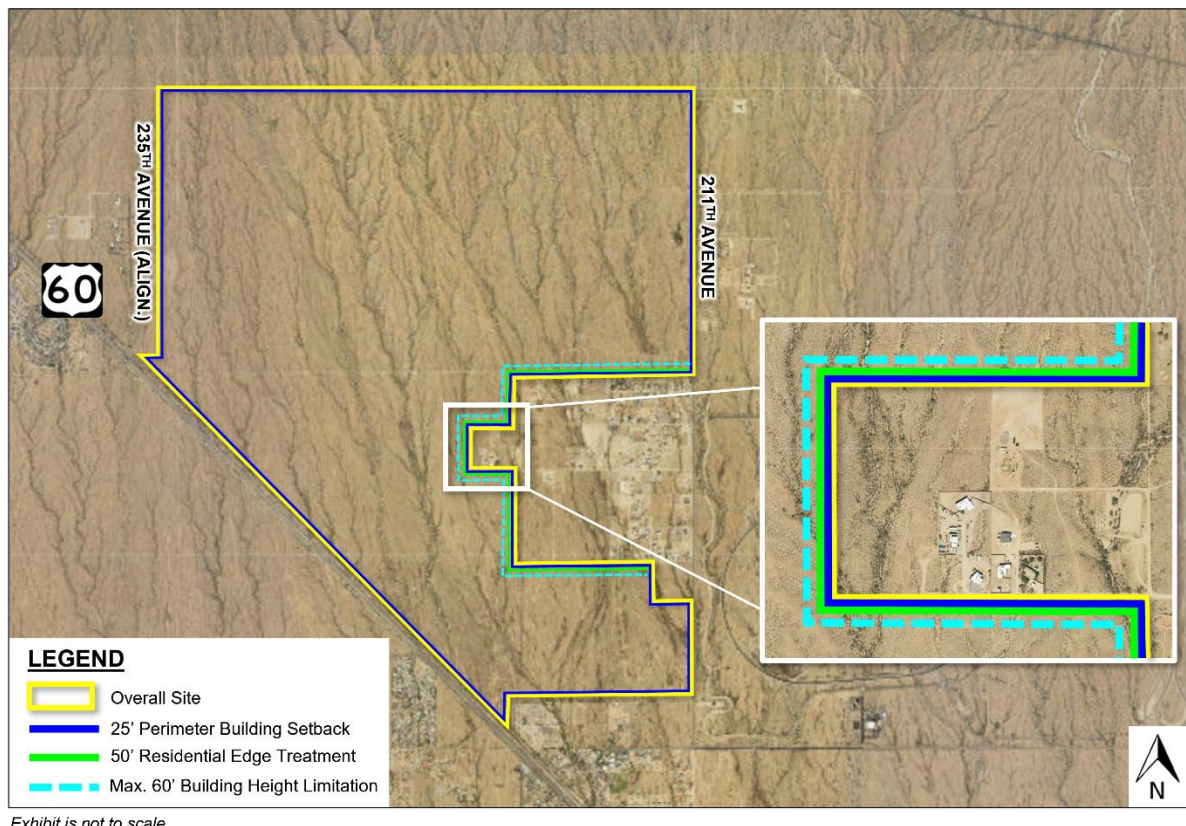 235TH AVENUE (ALIGN.)
211TH AVENUE
60
LEGEND
Overall Site
25' Perimeter Building Setback
50' Residential Edge Treatment
Max. 60' Building Height Limitation
N
Exhibit is not to scale